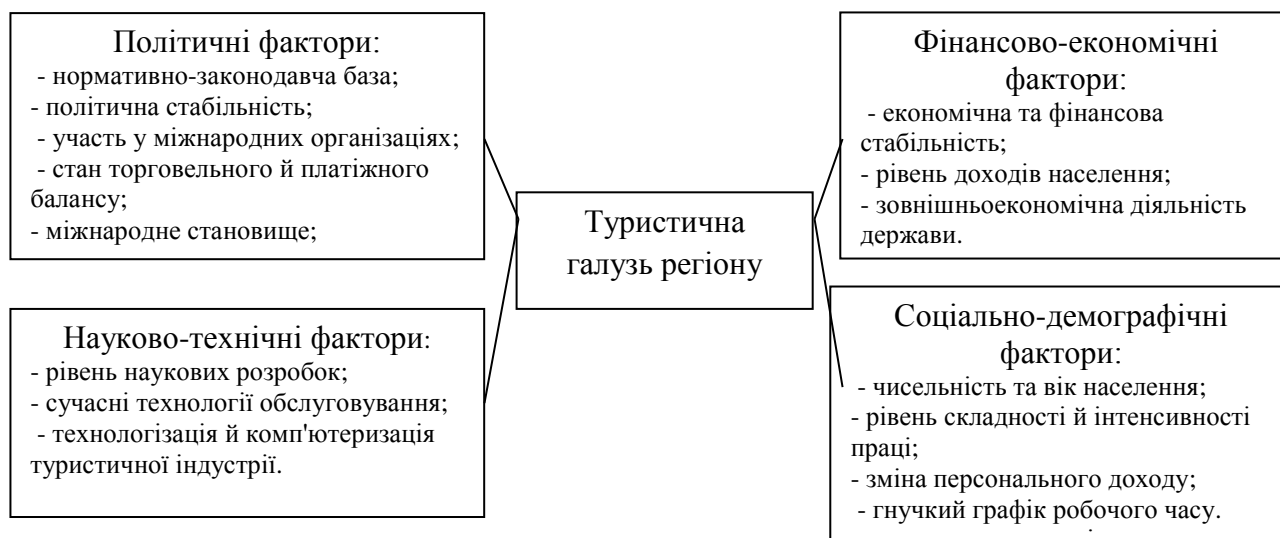 Політичні фактори:
- нормативно-законодавча база;
- політична стабільність;
- участь у міжнародних організаціях;
- стан торговельного й платіжного
балансу;
- міжнародне становище;
Фінансово-економічні
фактори:
- економічна та фінансова
стабільність;
- рівень доходів населення;
- зовнішньоекономічна діяльність
держави.
Туристична
галузь регіону
Науково-технічні фактори:
- рівень наукових розробок;
- сучасні технології обслуговування;
- технологізація й комп'ютеризація
туристичної індустрії.
Соціально-демографічні
фактори:
- чисельність та вік населення;
- рівень складності й інтенсивності
праці;
- зміна персонального доходу;
- гнучкий графік робочого часу.